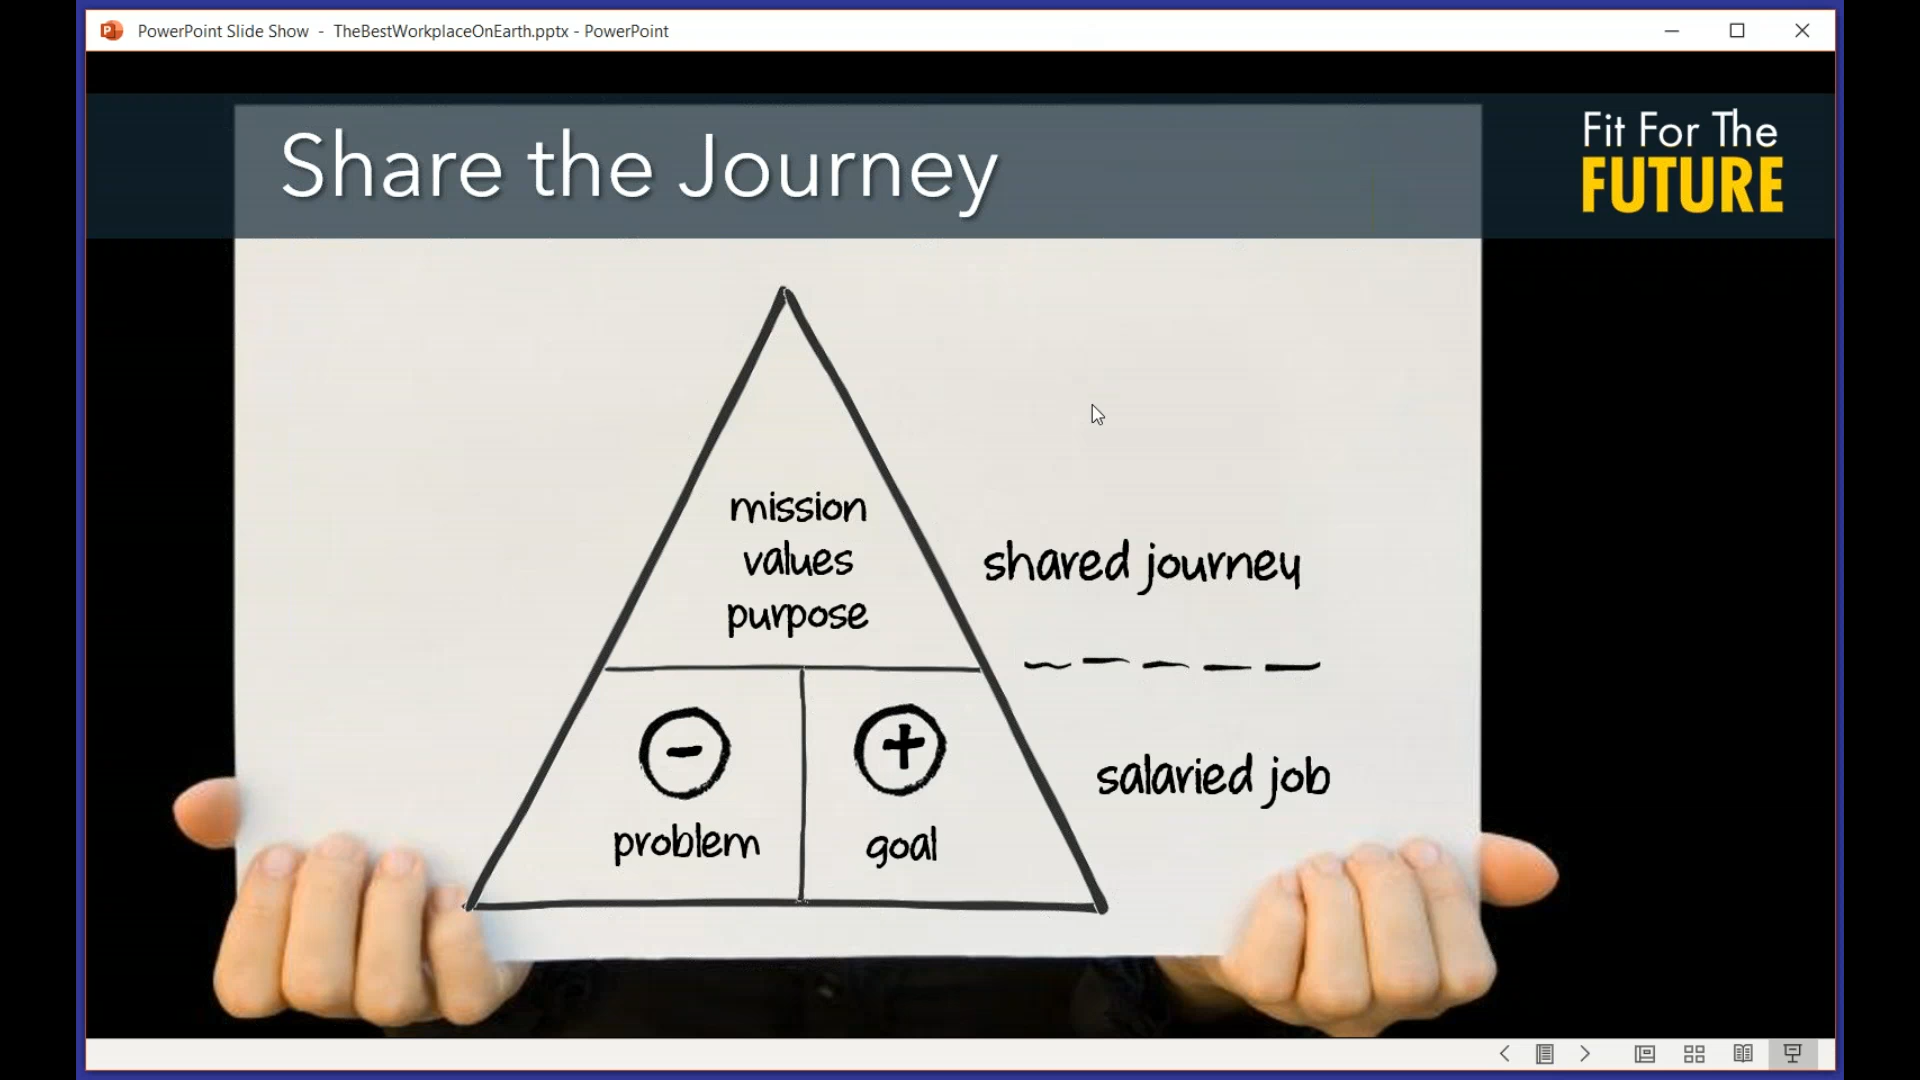 PowerPoint Slide Show - TheBestWorkplaceOnEarth.pptx - PowerPoint
Share the Journey
Fit For The
FUTURE
mission
values
purpose
shared journey
problem
goal
salaried job